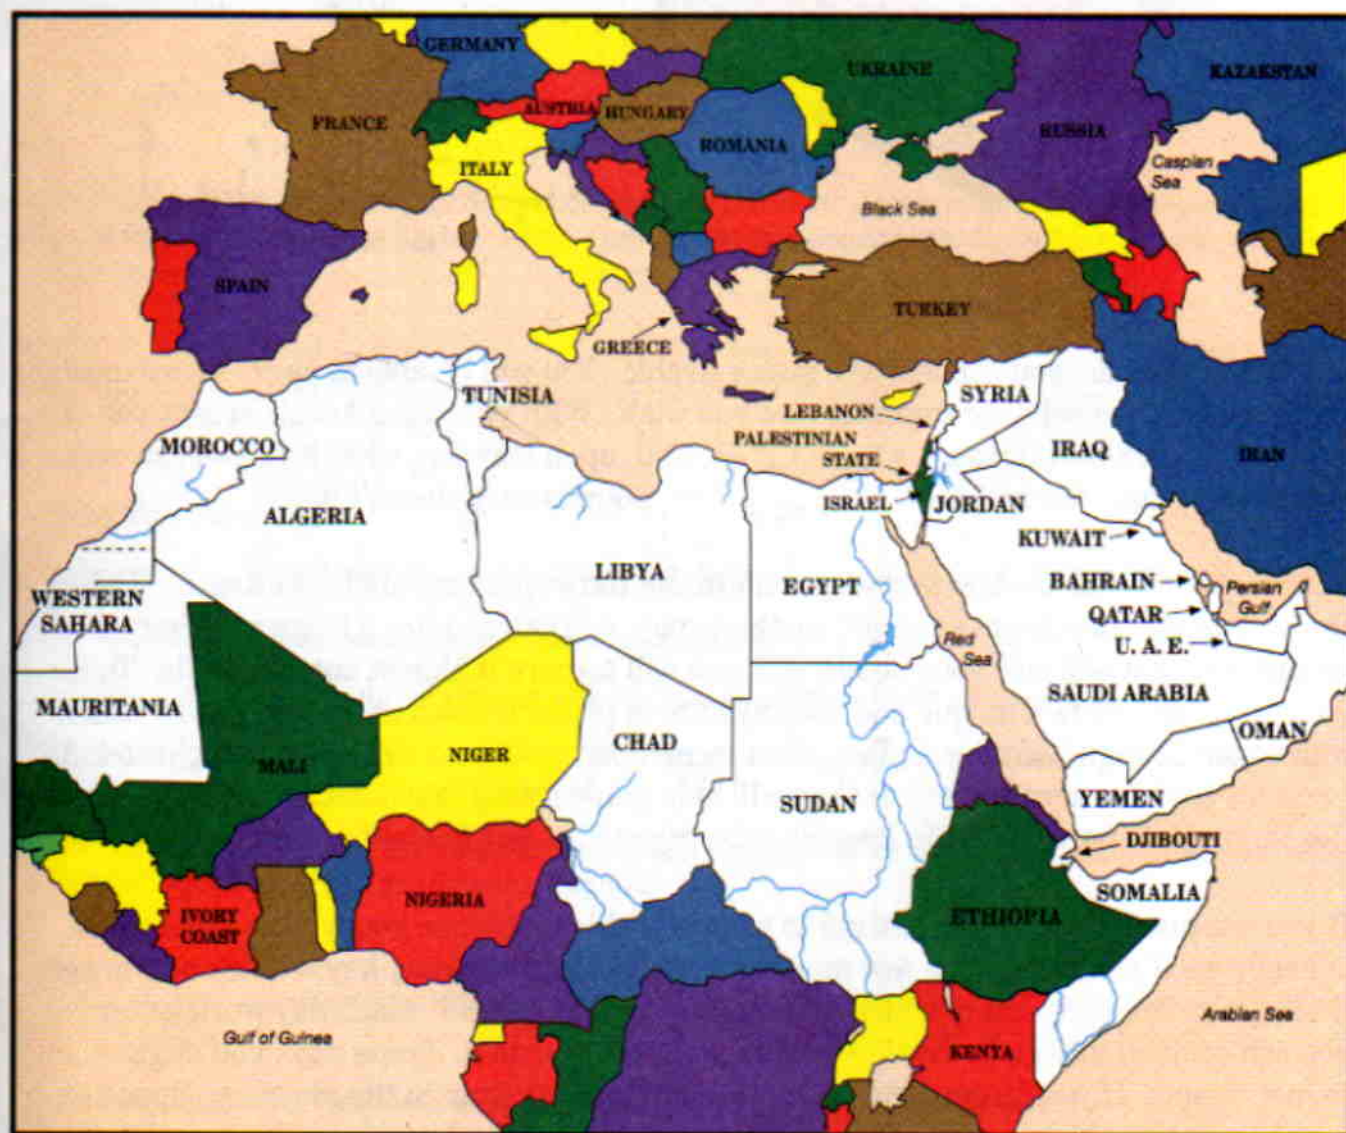 GERMANY
UKRAINE
KAZAKSTAN
FRANCE
AUSTRIA
HUNGARY
ROMANIA
RUSSIA
ITALY
Caspian
Sea
Black Sea
SPAIN
TURKEY
GREECE
TUNISIA
SYRIA
LEBANON
PALESTINIAN
STATE
MOROCCO
IRAQ
IRAN
ISRAEL
JORDAN
ALGERIA
KUWAIT
LIBYA
EGYPT
BAHRAIN
Persian
Gulf
QATAR
WESTERN
SAHARA
U. A. E.
Red
Sea
SAUDI ARABIA
MAURITANIA
OMAN
CHAD
NIGER
MALI
YEMEN
SUDAN
DJIBOUTI
SOMALIA
NIGERIA
IVORY
COAST
ETHIOPIA
Arabian Sea
Gulf of Guinea
KENYA